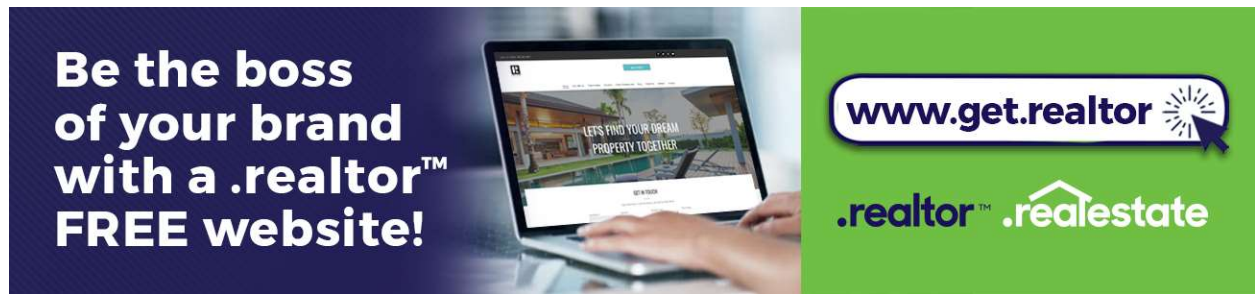 Be the boss
of your brand
with a .realtor™
FREE website!
LET'S FIND YOUR DREAM
PROPERTY TOGETHER
GET IN TOUCH
www.get.realtor
.realtor™ .realestate